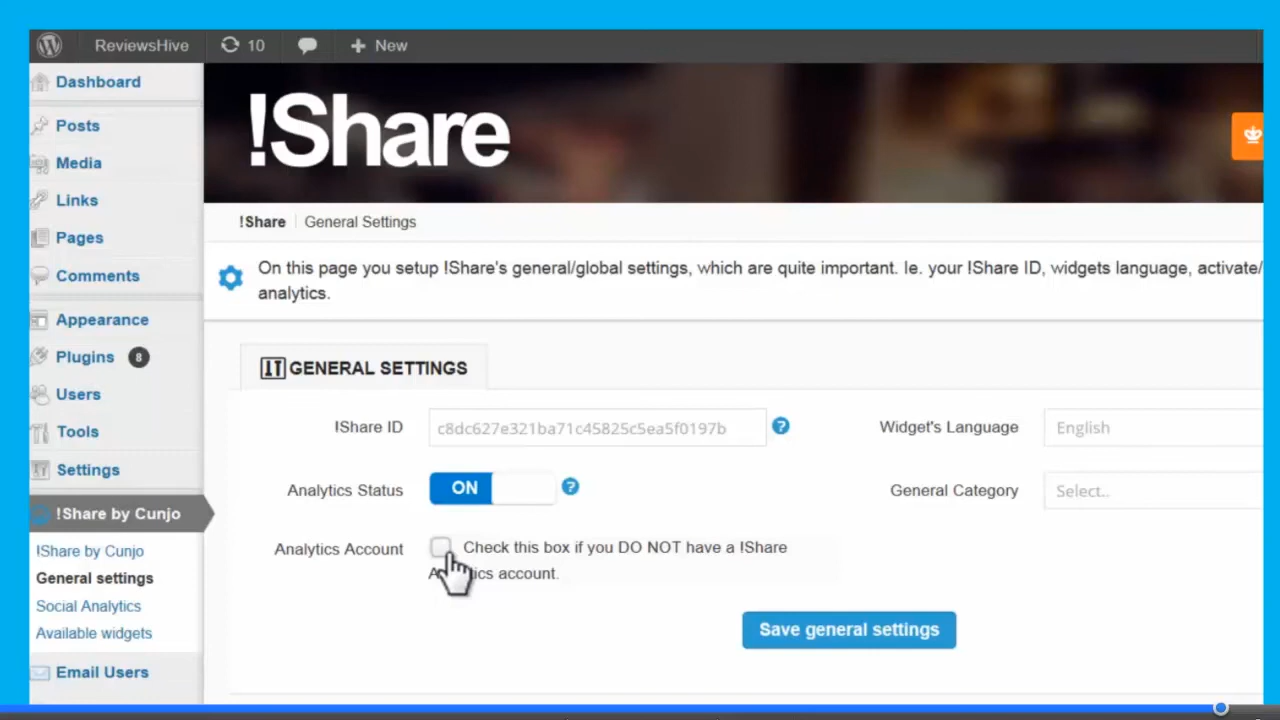 ReviewsHive 10 New
Dashboard
Posts
Media
Links
Pages
Comments
Appearance
Plugins 8
Users
Tools
Settings
!Share by Cunjo
!Share by Cunjo
General settings
Social Analytics
Available widgets
Email Users
!Share
!Share General Settings
On this page you setup !Share's general/global settings, which are quite important. Ie. your !Share ID, widgets language, activate/
analytics.
GENERAL SETTINGS
!Share ID c8dc627e321ba71c45825c5ea5f0197b ? Widget's Language English
Analytics Status ON ? General Category Select..
Analytics Account Check this box if you DO NOT have a !Share
account.
Save general settings